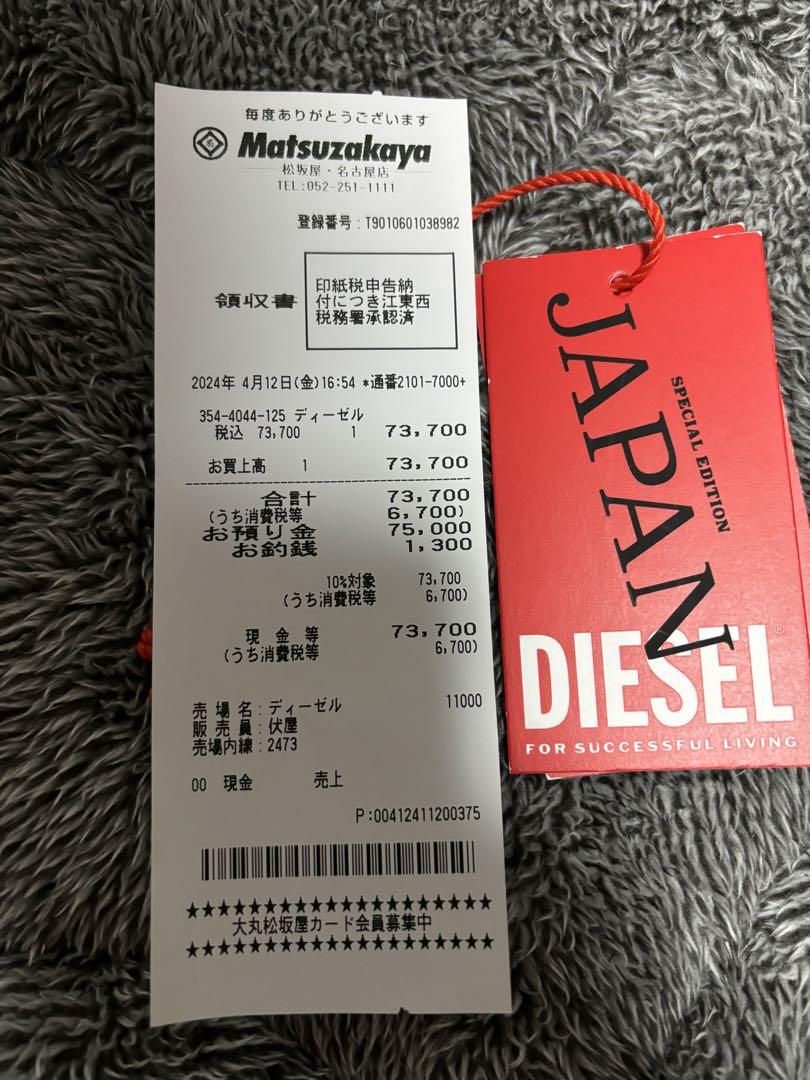 毎度ありがとうございます
Matsuzakaya
松坂屋・名古屋店
TEL:052-251-1111
登録番号:T9010601038982
領収書
印紙税申告納
付につき江東西
税務署承認済
2024年 4月12日(金)16:54 *通番2101-7000+
354-4044-125 ディーゼル
税込 73,700 1 73,700
お買上高 1 73,700
合計 73,700
(うち消費税等 6,700)
お預り金 75,000
お釣銭 1,300
10%対象 73,700
(うち消費税等 6,700)
現金等 73,700
(うち消費税等 6,700)
売場名:ディーゼル 11000
販売員:伏屋
売場内線:2473
00 現金 売上
P:00412411200375
★★★★★★★★★★★★★★★★★★★
大丸松坂屋カード会員募集中
★★★★★★★★★★★★★★★★★★★
JAPAN
SPECIAL EDITION
DIESEL®
FOR SUCCESSFUL LIVING